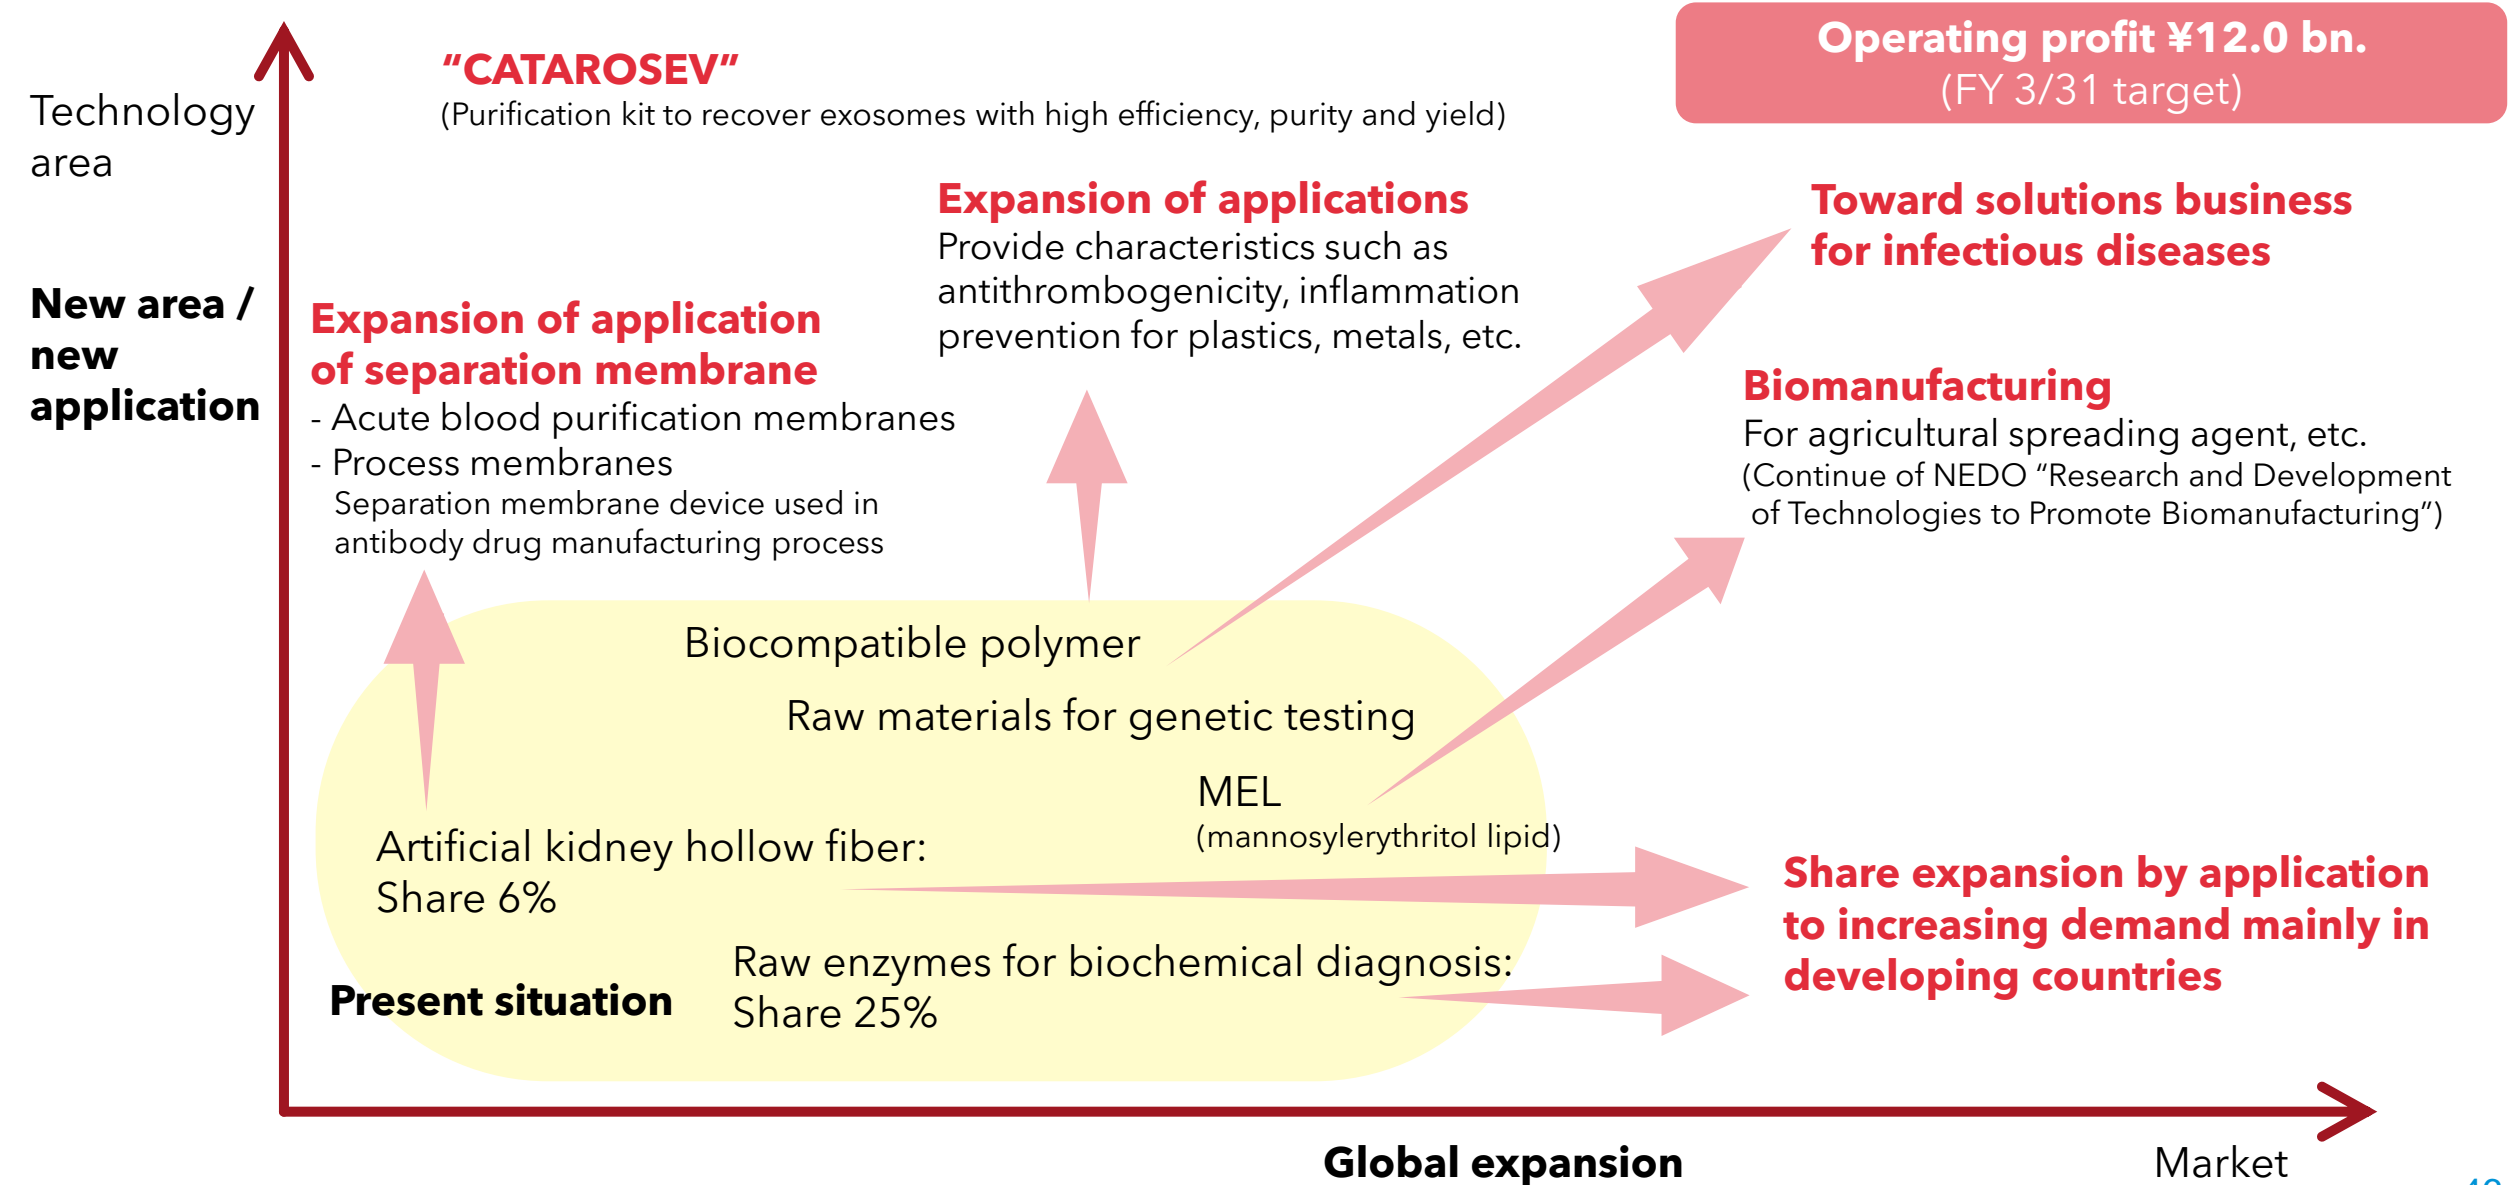 Operating profit ¥12.0 bn.
(FY 3/31 target)
Technology
area
"CATAROSEV"
(Purification kit to recover exosomes with high efficiency, purity and yield)
New area /
new
application
Expansion of application
of separation membrane
- Acute blood purification membranes
- Process membranes
Separation membrane device used in
antibody drug manufacturing process
Expansion of applications
Provide characteristics such as
antithrombogenicity, inflammation
prevention for plastics, metals, etc.
Toward solutions business
for infectious diseases
Biomanufacturing
For agricultural spreading agent, etc.
(Continue of NEDO “Research and Development
of Technologies to Promote Biomanufacturing”)
Biocompatible polymer
Raw materials for genetic testing
MEL
(mannosylerythritol lipid)
Artificial kidney hollow fiber:
Share 6%
Raw enzymes for biochemical diagnosis:
Share 25%
Present situation
Share expansion by application
to increasing demand mainly in
developing countries
Global expansion
Market